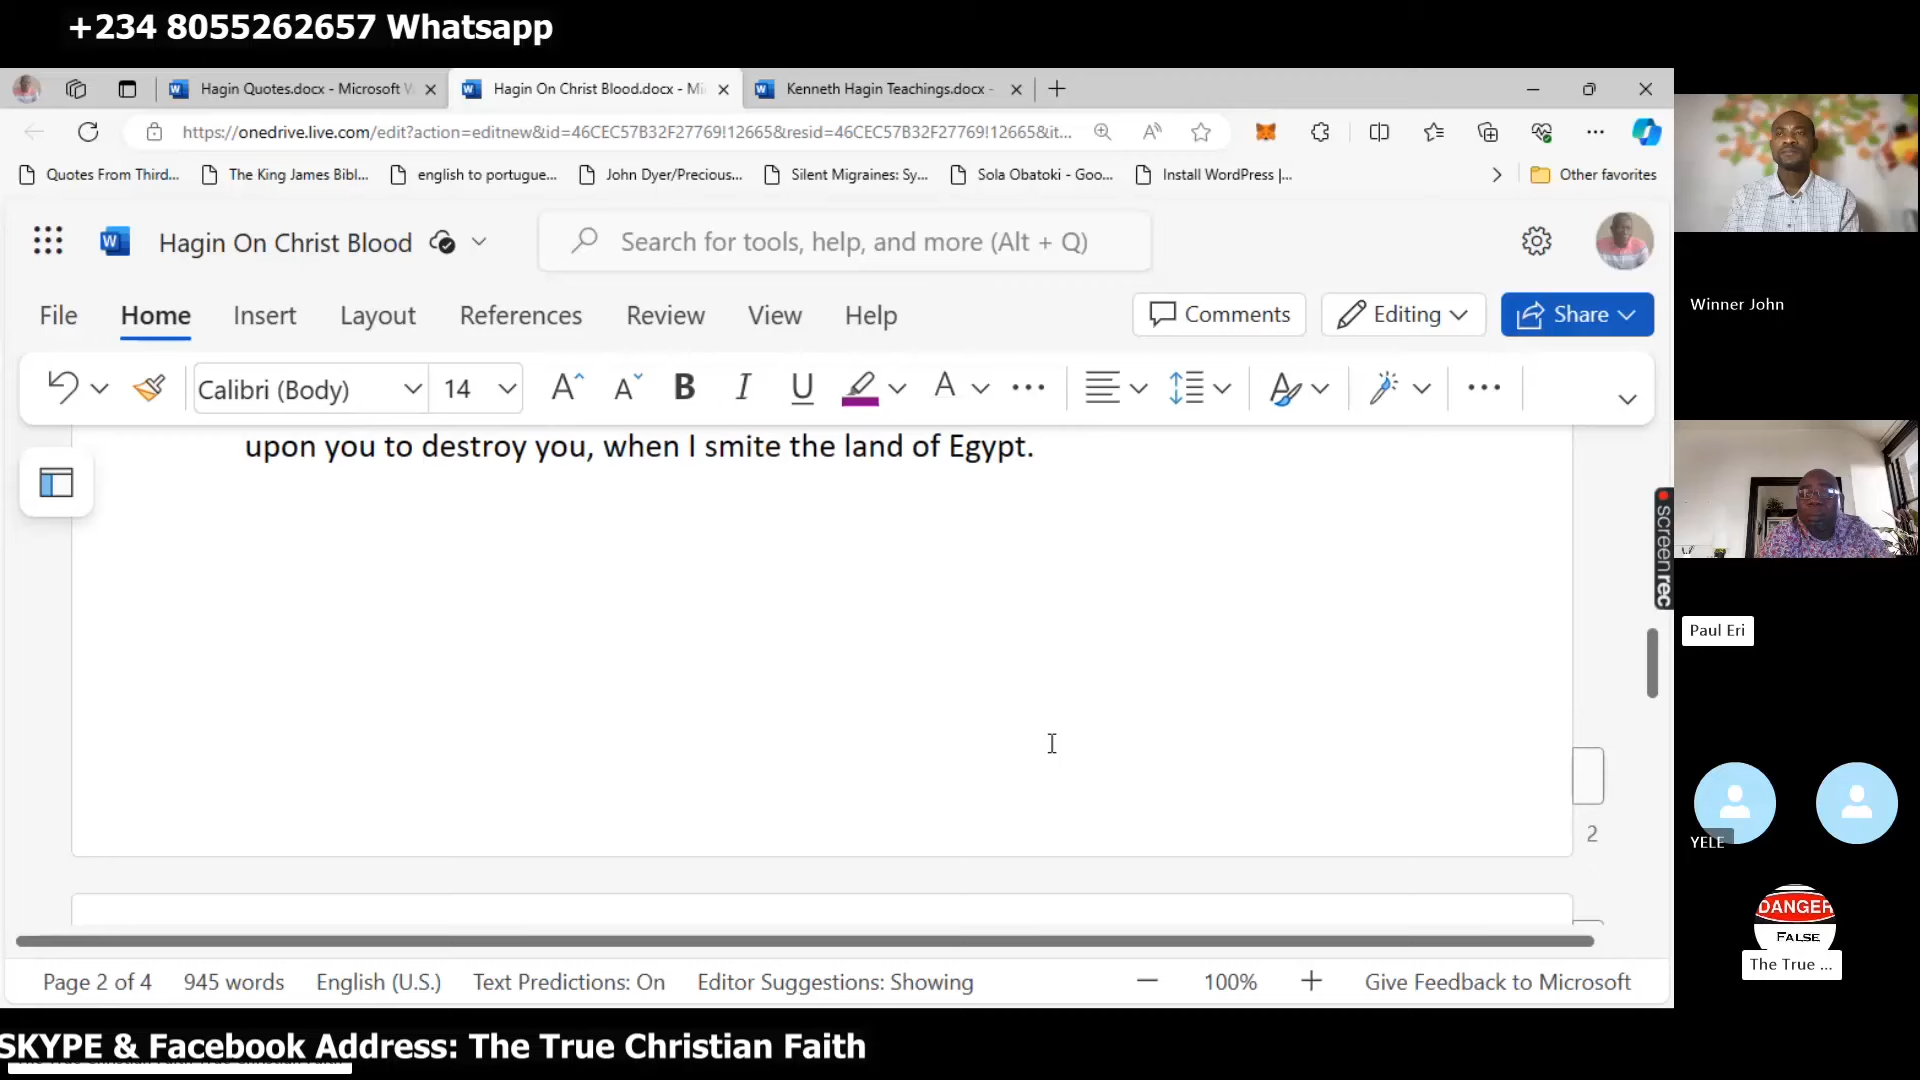 +234 8055262657 Whatsapp
Hagin Quotes.docx - Microsoft W
Hagin On Christ Blood.docx - Mi
Kenneth Hagin Teachings.docx -
https://onedrive.live.com/edit?action=editnew&id=46CEC57B32F27769!12665&resid=46CEC57B32F27769!12665&it...
Quotes From Third... The King James Bibl... english to portugue... John Dyer/Precious... Silent Migraines: Sy... Sola Obatoki - Goo... Install WordPress |... Other favorites
Hagin On Christ Blood
Search for tools, help, and more (Alt + Q)
File Home Insert Layout References Review View Help Comments Editing Share
Calibri (Body) 14
upon you to destroy you, when I smite the land of Egypt.
2
Page 2 of 4 945 words English (U.S.) Text Predictions: On Editor Suggestions: Showing 100% Give Feedback to Microsoft
screenrec
Winner John
Paul Eri
YELE
DANGER
FALSE
The True ...
SKYPE & Facebook Address: The True Christian Faith